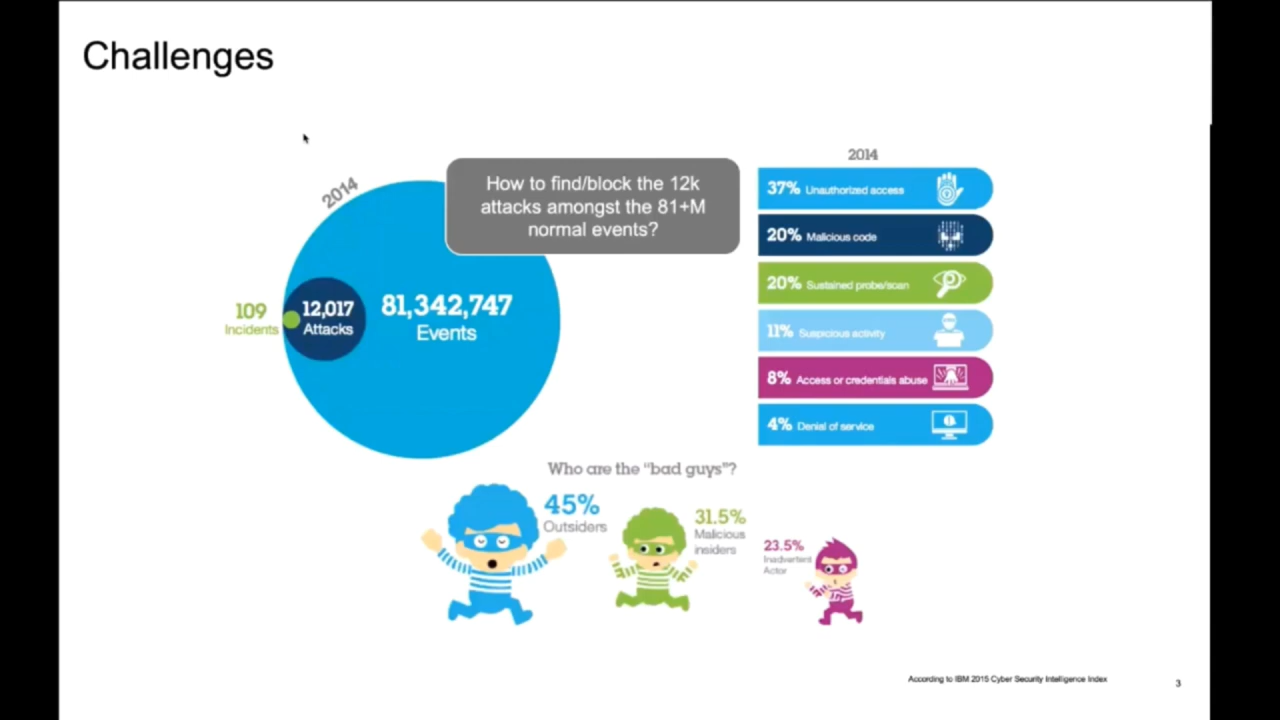 Challenges
2014
How to find/block the 12k
attacks amongst the 81+M
normal events?
109
Incidents
12,017
Attacks
81,342,747
Events
2014
37% Unauthorized access
20% Malicious code
20% Sustained probe/scan
11% Suspicious activity
8% Access or credentials abuse
4% Denial of service
Who are the “bad guys”?
45%
Outsiders
31.5%
Malicious
insiders
23.5%
Inadvertent
Actor
According to IBM 2015 Cyber Security Intelligence Index
3